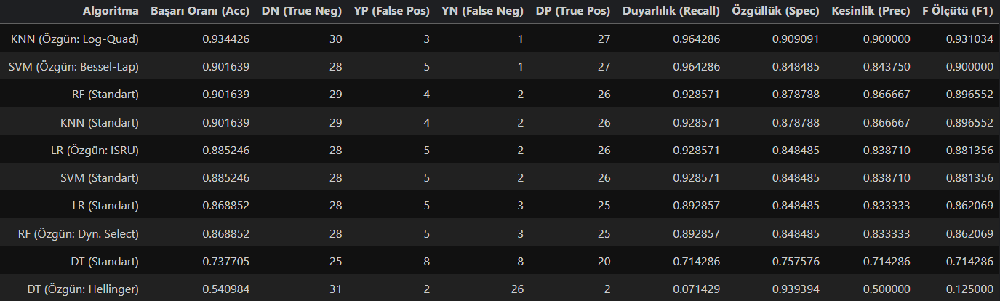 Algoritma Başarı Oranı (Acc) DN (True Neg) YP (False Pos) YN (False Neg) DP (True Pos) Duyarlılık (Recall) Özgüllük (Spec) Kesinlik (Prec) F Ölçütü (F1)
KNN (Özgün: Log-Quad) 0.934426 30 3 1 27 0.964286 0.909091 0.900000 0.931034
SVM (Özgün: Bessel-Lap) 0.901639 28 5 1 27 0.964286 0.848485 0.843750 0.900000
RF (Standart) 0.901639 29 4 2 26 0.928571 0.878788 0.866667 0.896552
KNN (Standart) 0.901639 29 4 2 26 0.928571 0.878788 0.866667 0.896552
LR (Özgün: ISRU) 0.885246 28 5 2 26 0.928571 0.848485 0.838710 0.881356
SVM (Standart) 0.885246 28 5 2 26 0.928571 0.848485 0.838710 0.881356
LR (Standart) 0.868852 28 5 3 25 0.892857 0.848485 0.833333 0.862069
RF (Özgün: Dyn. Select) 0.868852 28 5 3 25 0.892857 0.848485 0.833333 0.862069
DT (Standart) 0.737705 25 8 8 20 0.714286 0.757576 0.714286 0.714286
DT (Özgün: Hellinger) 0.540984 31 2 26 2 0.071429 0.939394 0.500000 0.125000